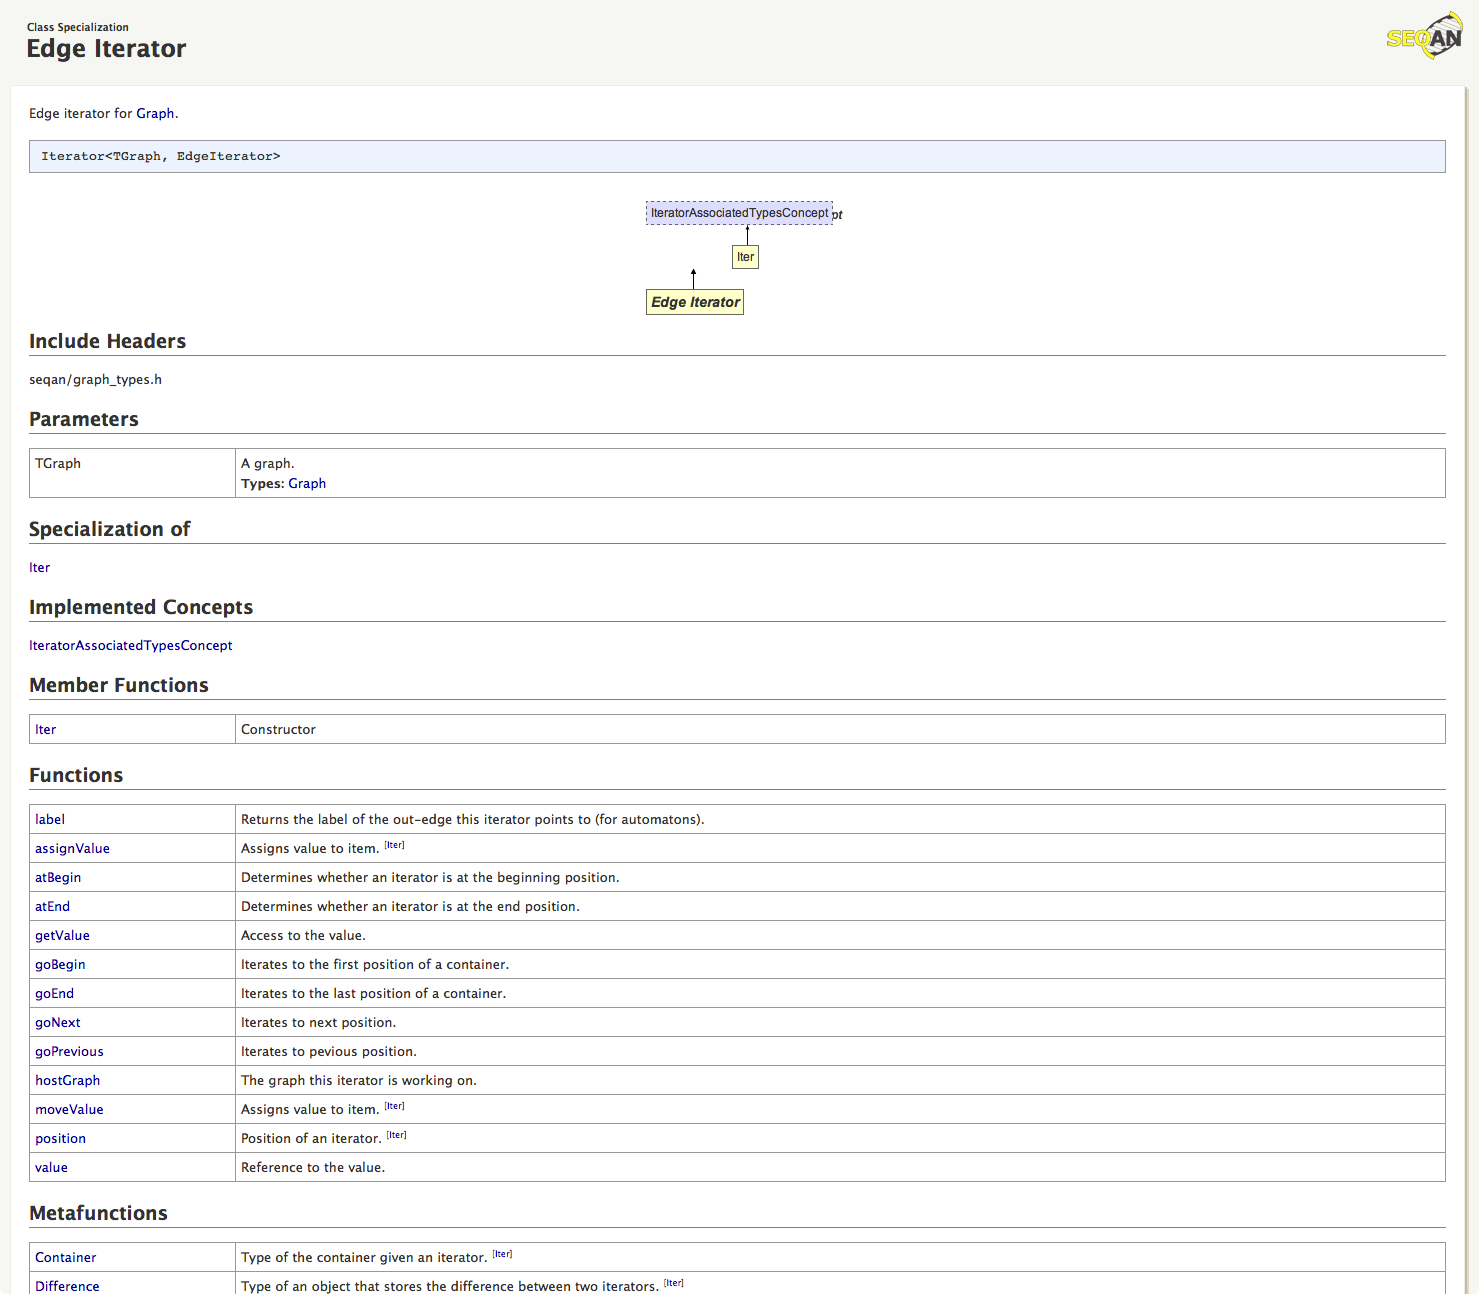 Class Specialization
Edge Iterator
SEQAN
Edge iterator for Graph.
Iterator<TGraph, EdgeIterator>
IteratorAssociatedTypesConcept pt
Iter
Edge Iterator
Include Headers
seqan/graph_types.h
Parameters
TGraph A graph.
Types: Graph
Specialization of
Iter
Implemented Concepts
IteratorAssociatedTypesConcept
Member Functions
Iter Constructor
Functions
label Returns the label of the out-edge this iterator points to (for automatons).
assignValue Assigns value to item. [Iter]
atBegin Determines whether an iterator is at the beginning position.
atEnd Determines whether an iterator is at the end position.
getValue Access to the value.
goBegin Iterates to the first position of a container.
goEnd Iterates to the last position of a container.
goNext Iterates to next position.
goPrevious Iterates to pevious position.
hostGraph The graph this iterator is working on.
moveValue Assigns value to item. [Iter]
position Position of an iterator. [Iter]
value Reference to the value.
Metafunctions
Container Type of the container given an iterator. [Iter]
Difference Type of an object that stores the difference between two iterators. [Iter]